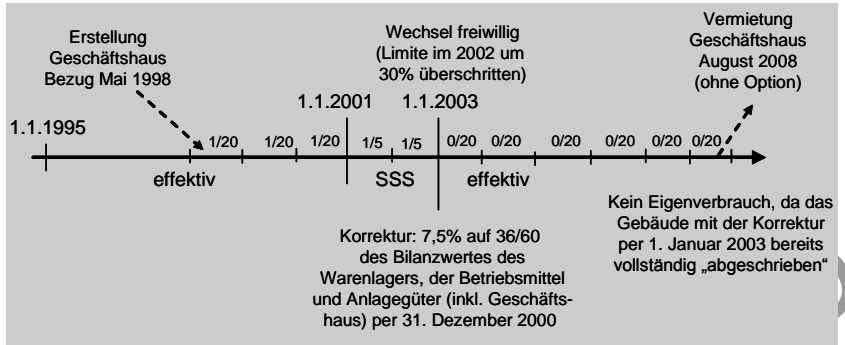 Erstellung
Geschäftshaus
Bezug Mai 1998
Wechsel freiwillig
(Limite im 2002 um
30% überschritten)
Vermietung
Geschäftshaus
August 2008
(ohne Option)
1.1.1995
1.1.2001
1.1.2003
1/20
1/20
1/20
1/5
1/5
0/20
0/20
0/20
0/20
0/20
0/20
effektiv
SSS
effektiv
Korrektur: 7,5% auf 36/60
des Bilanzwertes des
Warenlagers, der Betriebsmittel
und Anlagegüter (inkl. Geschäfts-
haus) per 31. Dezember 2000
Kein Eigenverbrauch, da das
Gebäude mit der Korrektur
per 1. Januar 2003 bereits
vollständig „abgeschrieben“